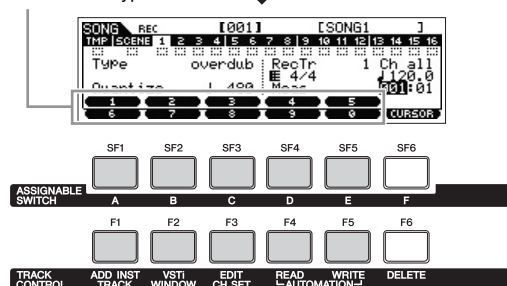 SONG REC [001] [SONG1 ]
TMP SCENE 1 2 3 4 5 6 7 8 9 10 11 12 13 14 15 16
Type overdub RecTr 1 Ch all
4/4 ♩120.0
Quantize 480 Meas 001:01
1 2 3 4 5
6 7 8 9 0 CURSOR
SF1 SF2 SF3 SF4 SF5 SF6
ASSIGNABLE
SWITCH A B C D E F
F1 F2 F3 F4 F5 F6
TRACK ADD INST VSTi EDIT READ WRITE DELETE
CONTROL TRACK WINDOW CH SET AUTOMATION